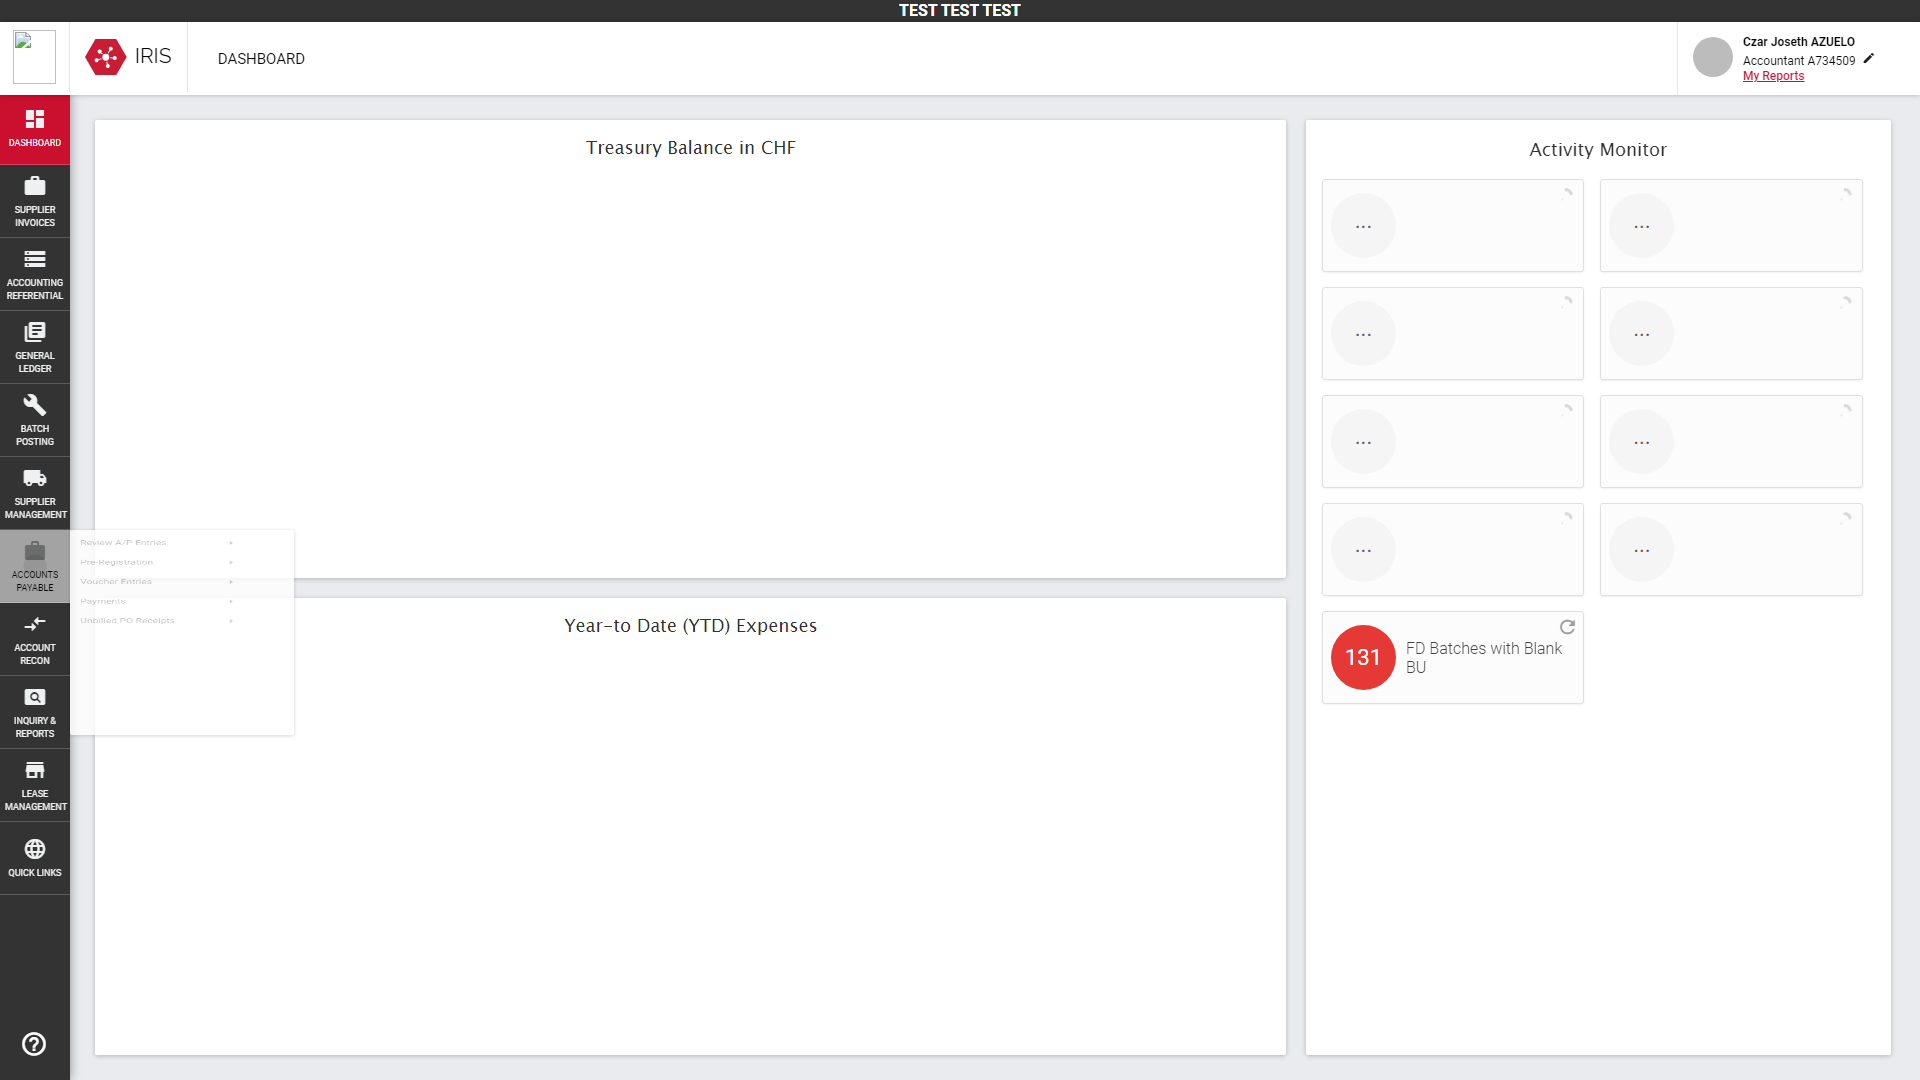 TEST TEST TEST
IRIS
DASHBOARD
Czar Joseth AZUELO
Accountant A734509
My Reports
DASHBOARD
SUPPLIER
INVOICES
ACCOUNTING
REFERENTIAL
GENERAL
LEDGER
BATCH
POSTING
SUPPLIER
MANAGEMENT
ACCOUNTS
PAYABLE
ACCOUNT
RECON
INQUIRY &
REPORTS
LEASE
MANAGEMENT
QUICK LINKS
Review A/P Entries
Pre-Registration
Voucher Entries
Payments
Unbilled PO Receipts
Treasury Balance in CHF
Year-to Date (YTD) Expenses
Activity Monitor
...
...
...
...
...
...
...
...
131
FD Batches with Blank
BU